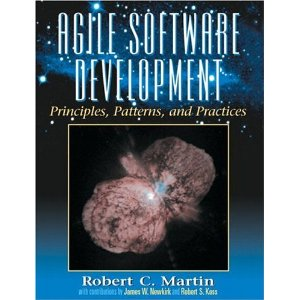 AGILE SOFTWARE
DEVELOPMENT
Principles, Patterns, and Practices
Robert C. Martin
with contributions by James W. Newkirk and Robert S. Koss